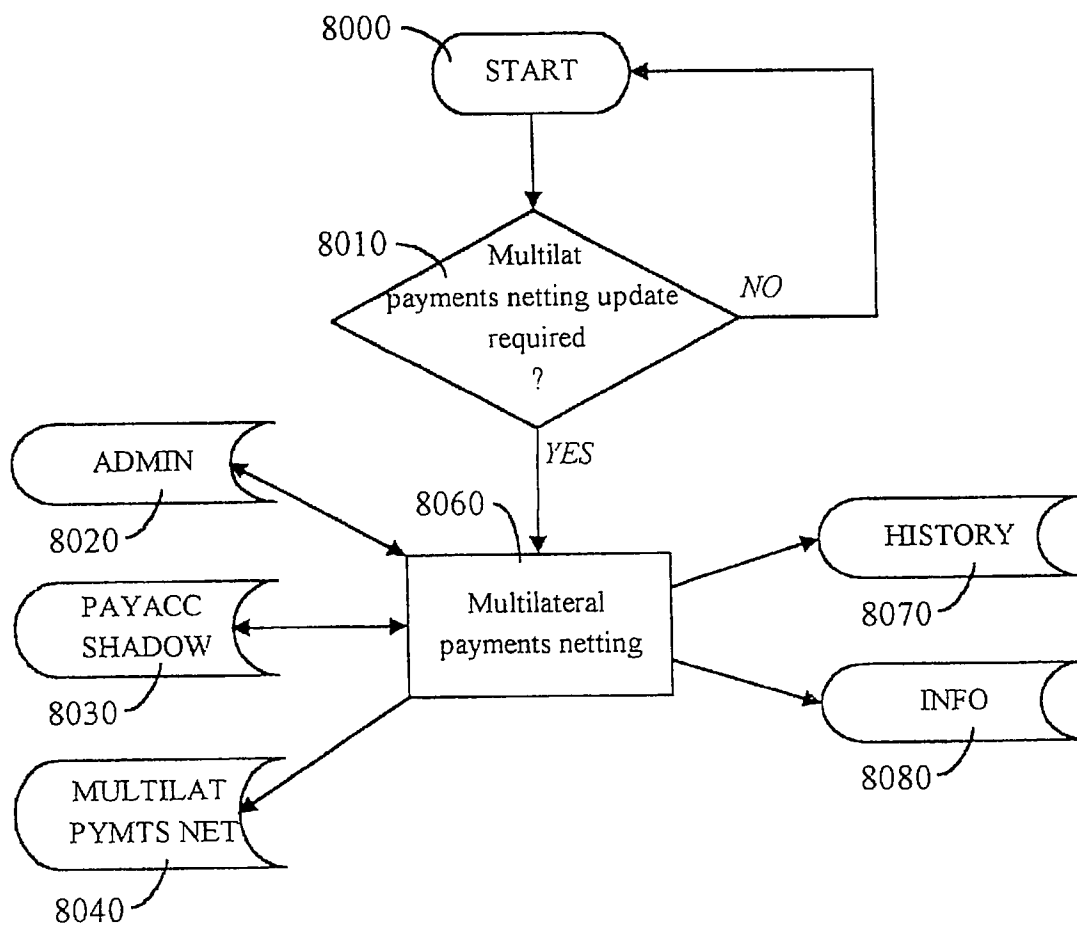 8000
START
8010
Multilat
payments netting update
required
?
NO
YES
ADMIN
8020
8060
HISTORY
8070
PAYACC
SHADOW
8030
Multilateral
payments netting
INFO
8080
MULTILAT
PYMTS NET
8040